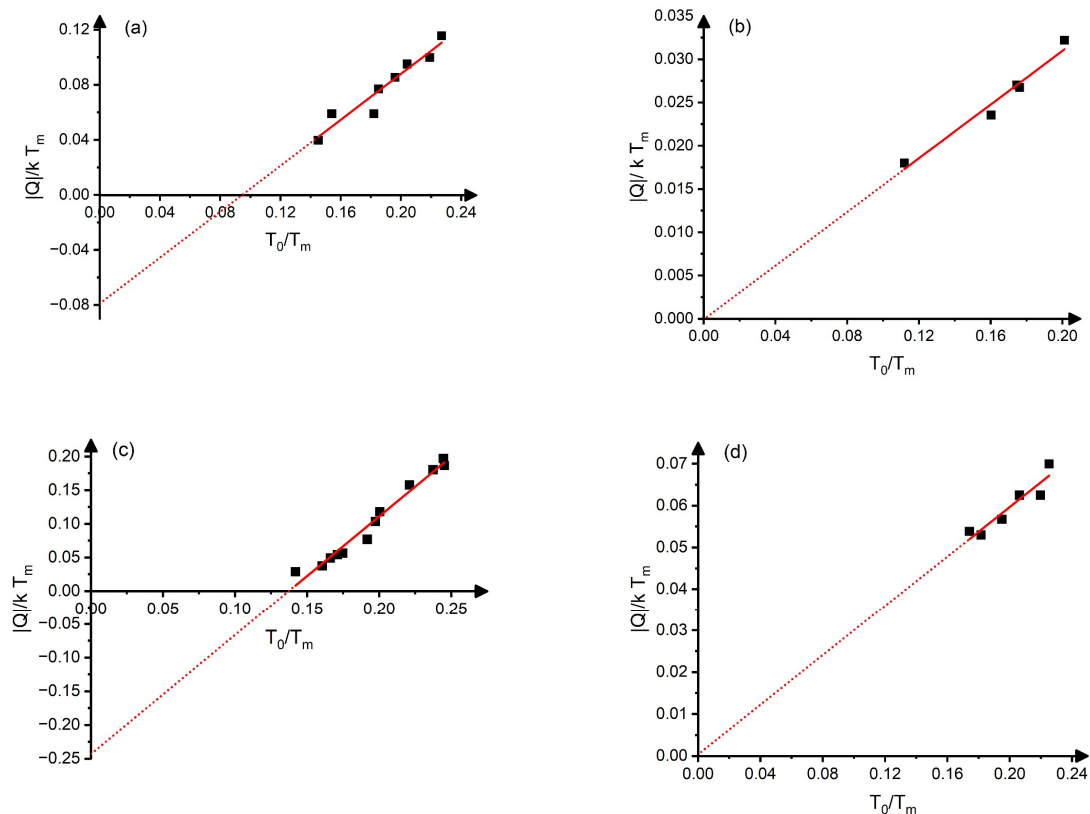 (a)
0.12
0.08
0.04
0.00
−0.04
−0.08
|Q|/k T_m
0.00 0.04 0.08 0.12 0.16 0.20 0.24
T_0/T_m
(b)
0.035
0.030
0.025
0.020
0.015
0.010
0.005
0.000
|Q|/ k T_m
0.00 0.04 0.08 0.12 0.16 0.20
T_0/T_m
(c)
0.20
0.15
0.10
0.05
0.00
−0.05
−0.10
−0.15
−0.20
−0.25
|Q|/k T_m
0.00 0.05 0.10 0.15 0.20 0.25
T_0/T_m
(d)
0.07
0.06
0.05
0.04
0.03
0.02
0.01
0.00
|Q|/k T_m
0.00 0.04 0.08 0.12 0.16 0.20 0.24
T_0/T_m